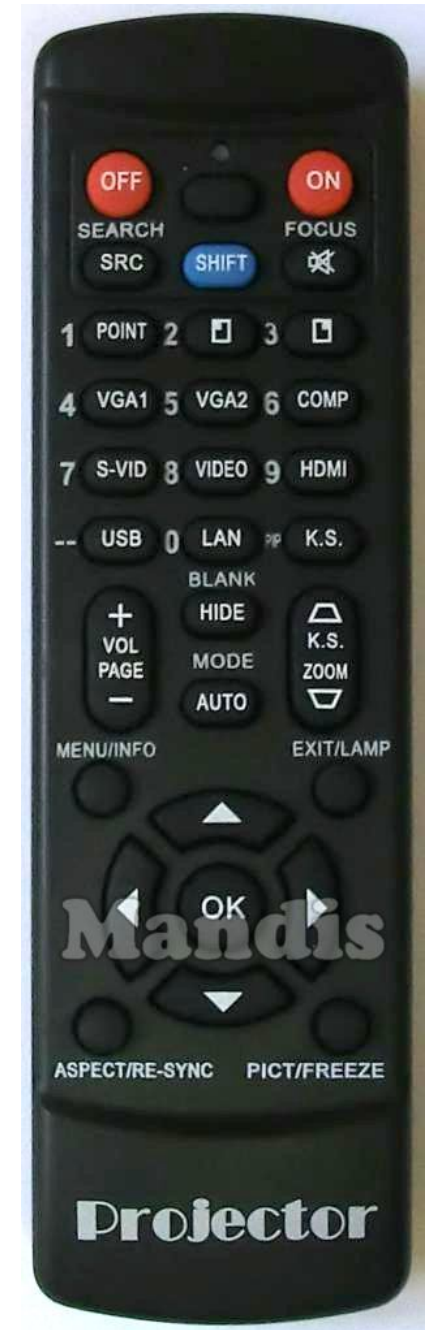 OFF ON
SEARCH FOCUS
SRC SHIFT
1 POINT 2 3
4 VGA1 5 VGA2 6 COMP
7 S-VID 8 VIDEO 9 HDMI
-- USB 0 LAN PIP K.S.
BLANK
+ HIDE
VOL K.S.
MODE
PAGE ZOOM
- AUTO
MENU/INFO EXIT/LAMP
OK
Mandis
ASPECT/RE-SYNC PICT/FREEZE
Projector